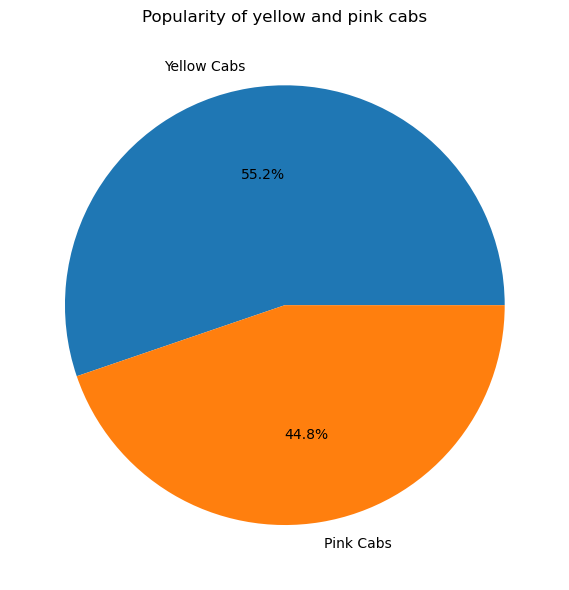 Popularity of yellow and pink cabs
Yellow Cabs
55.2%
44.8%
Pink Cabs